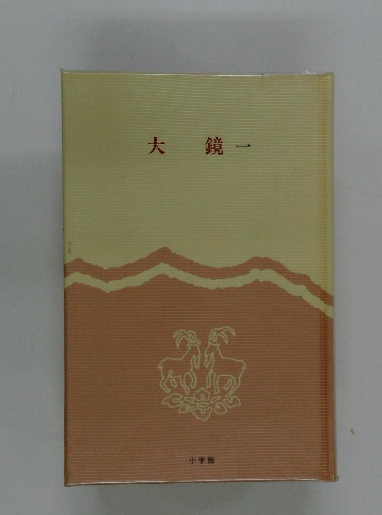 大 鏡 一
小学館